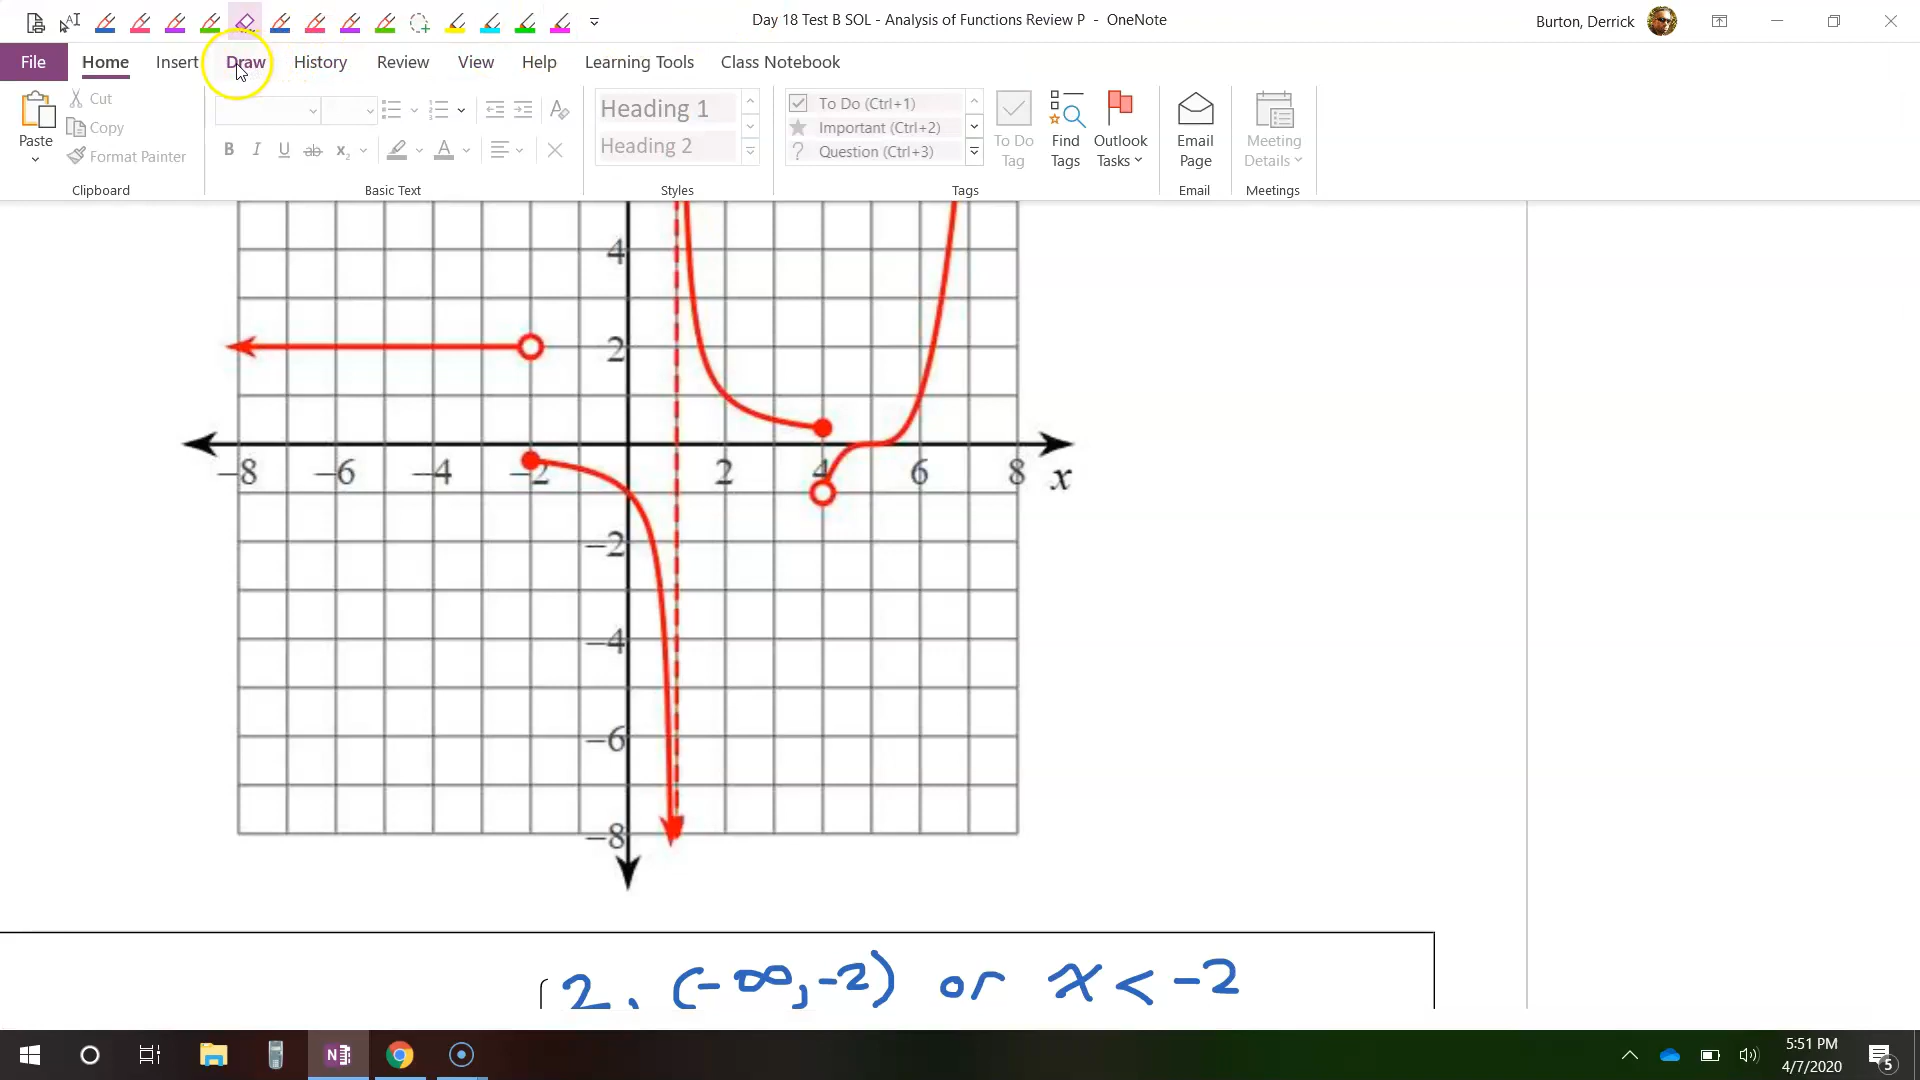 Day 18 Test B SOL - Analysis of Functions Review P - OneNote
Burton, Derrick
File Home Insert Draw History Review View Help Learning Tools Class Notebook
Paste
Cut
Copy
Format Painter
Clipboard
B I U ab x₂ A
Basic Text
Heading 1
Heading 2
Styles
To Do (Ctrl+1)
Important (Ctrl+2)
? Question (Ctrl+3)
To Do Tag
Find Tags
Outlook Tasks
Tags
Email Page
Email
Meeting Details
Meetings
4
2
-8 -6 -4 -2 2 4 6 8 x
-2
-4
-6
-8
2, (-∞,-2) or x < -2
N
5:51 PM
4/7/2020
5